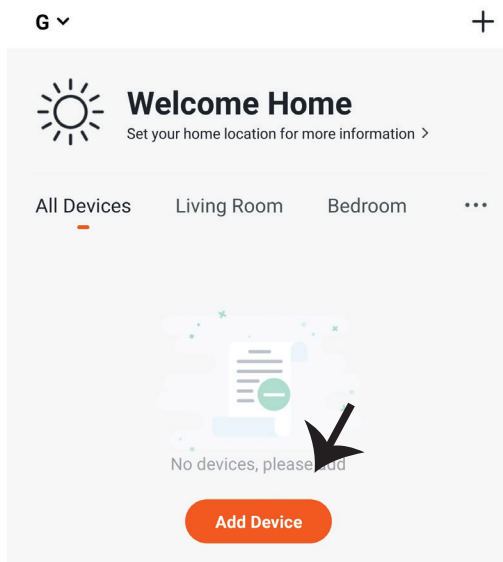 G
Welcome Home
Set your home location for more information >
All Devices Living Room Bedroom ...
No devices, please
Add Device